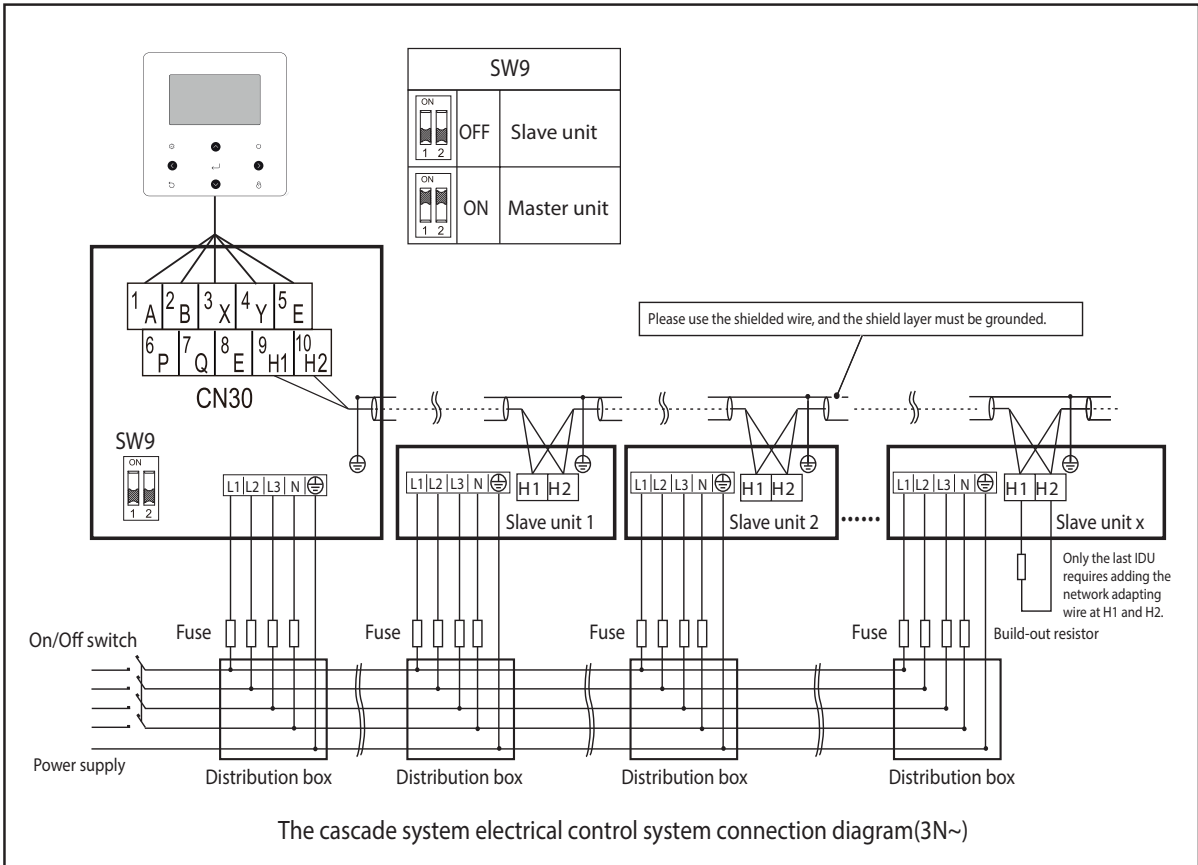 SW9
ON
1 2
OFF
Slave unit
ON
1 2
ON
Master unit
1 A 2 B 3 X 4 Y 5 E
6 P 7 Q 8 E 9 H1 10 H2
CN30
Please use the shielded wire, and the shield layer must be grounded.
SW9
ON
1 2
L1 L2 L3 N
L1 L2 L3 N
H1 H2
Slave unit 1
L1 L2 L3 N
H1 H2
Slave unit 2
L1 L2 L3 N
H1 H2
Slave unit x
Only the last IDU
requires adding the
network adapting
wire at H1 and H2.
On/Off switch
Fuse
Fuse
Fuse
Fuse
Build-out resistor
Power supply
Distribution box
Distribution box
Distribution box
Distribution box
The cascade system electrical control system connection diagram(3N~)